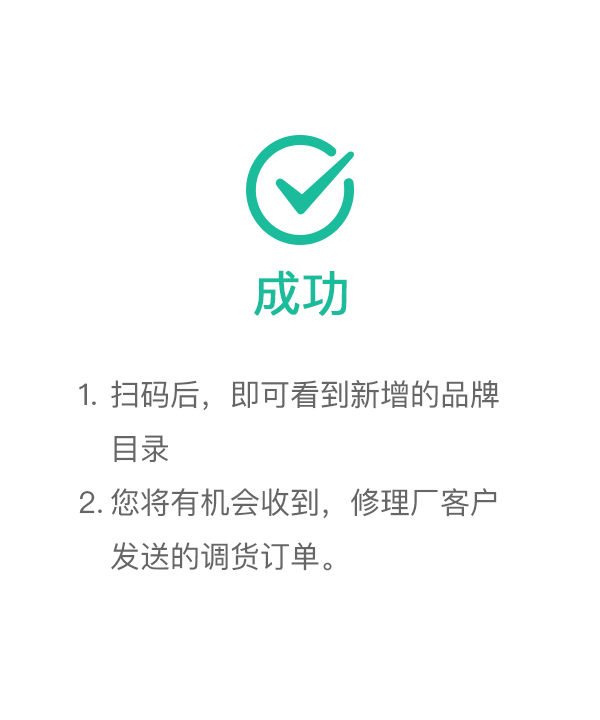 成功
1. 扫码后，即可看到新增的品牌
目录
2. 您将有机会收到，修理厂客户
发送的调货订单。